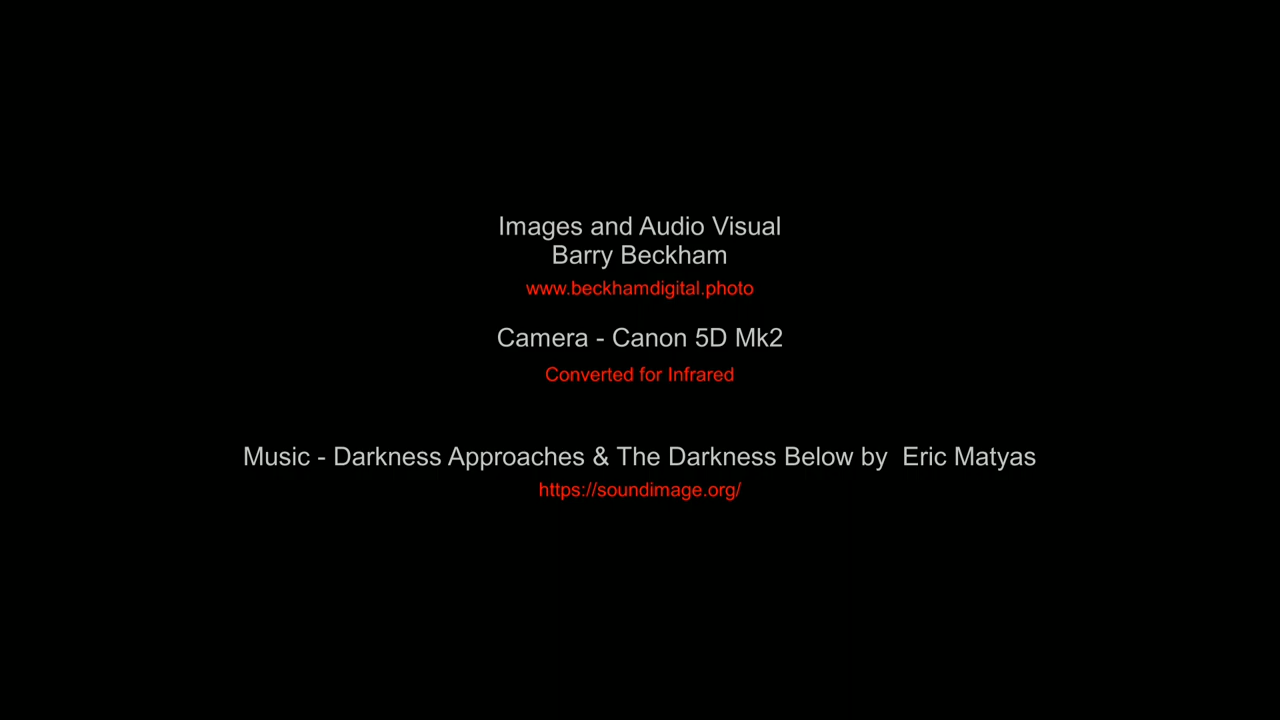 Images and Audio Visual
Barry Beckham
www.beckhamdigital.photo
Camera - Canon 5D Mk2
Converted for Infrared
Music - Darkness Approaches & The Darkness Below by  Eric Matyas
https://soundimage.org/